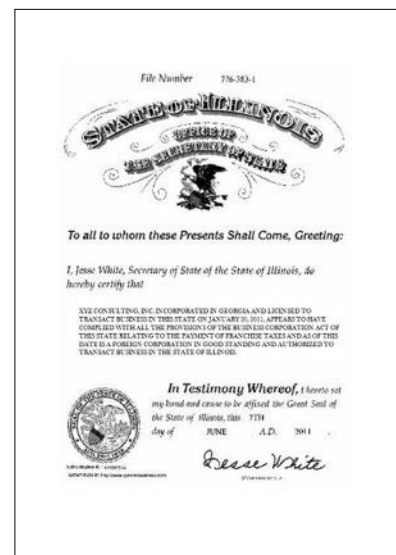 File Number 776-383-1
STATE OF ILLINOIS
OFFICE OF
THE SECRETARY OF STATE
To all to whom these Presents Shall Come, Greeting:
I, Jesse White, Secretary of State of the State of Illinois, do
hereby certify that
XYZ CONSULTING, INC. INCORPORATED IN GEORGIA AND LICENSED TO
TRANSACT BUSINESS IN THIS STATE ON JANUARY 10, 2011, APPEARS TO HAVE
COMPLIED WITH ALL THE PROVISIONS OF THE BUSINESS CORPORATION ACT OF
THIS STATE RELATING TO THE PAYMENT OF FRANCHISE TAXES AND AS OF THIS
DATE IS A FOREIGN CORPORATION IN GOOD STANDING AND AUTHORIZED TO
TRANSACT BUSINESS IN THE STATE OF ILLINOIS.
In Testimony Whereof, I hereto set
my hand and cause to be affixed the Great Seal of
the State of Illinois, this 7TH
day of JUNE A.D. 2011 .
Jesse White